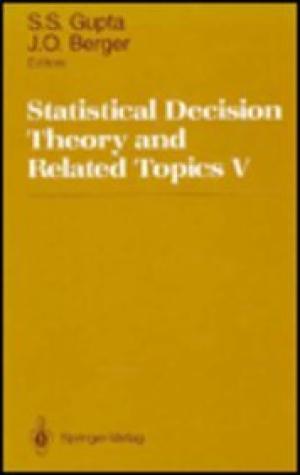 S.S. Gupta
J.O. Berger
Editors
Statistical Decision
Theory and
Related Topics V
Springer-Verlag